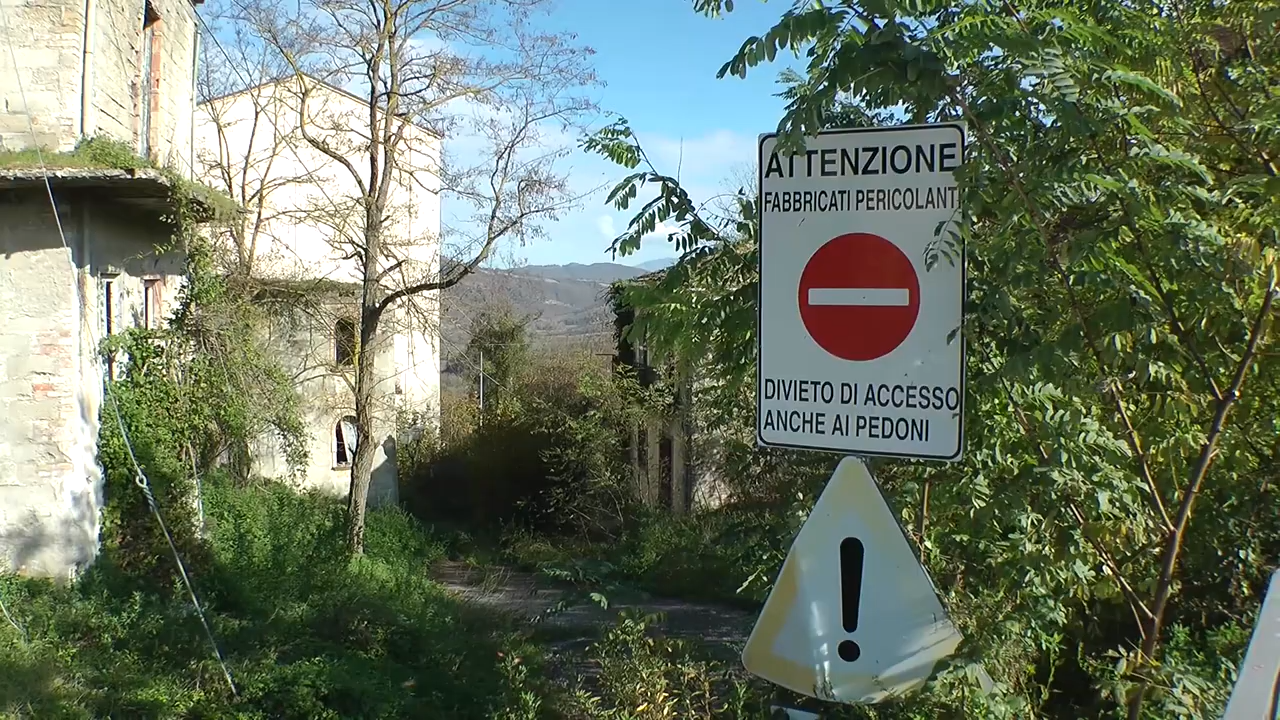 ATTENZIONE
FABBRICATI PERICOLANTI
DIVIETO DI ACCESSO
ANCHE AI PEDONI
!